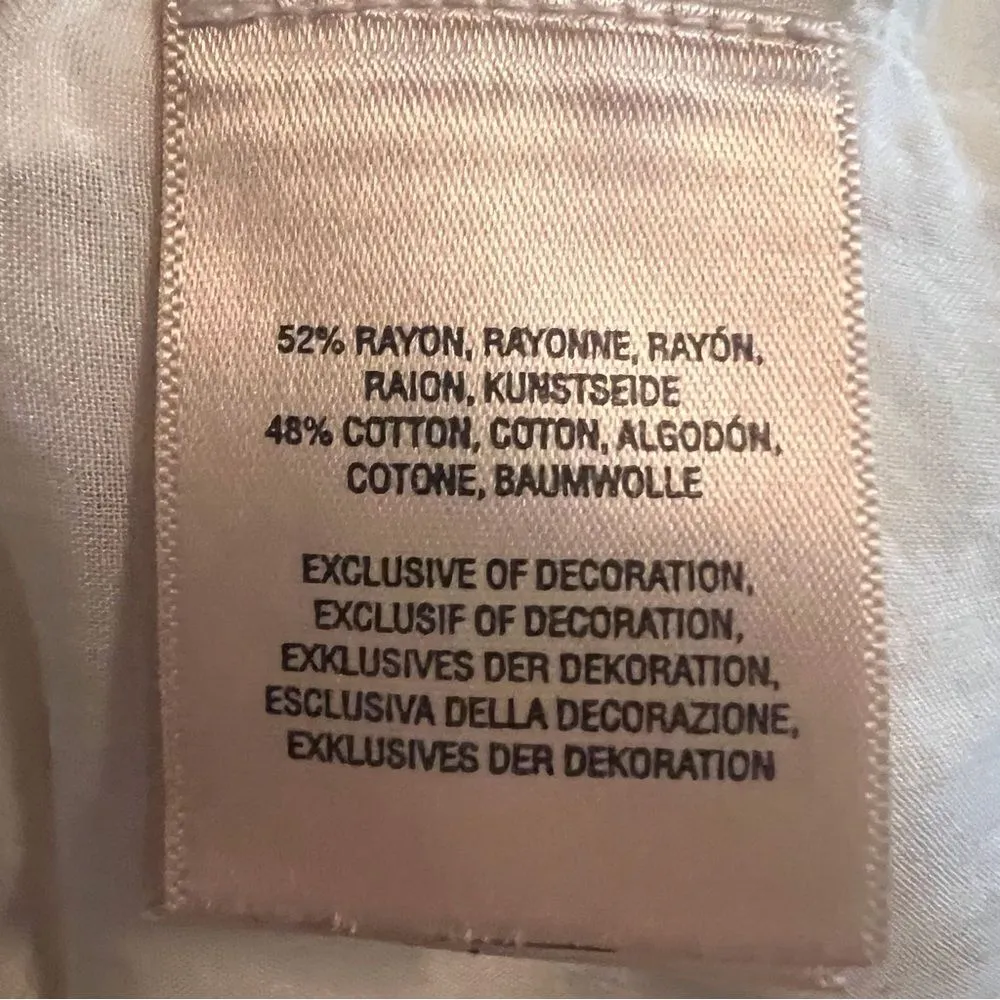 52% RAYON, RAYONNE, RAYÓN,
RAION, KUNSTSEIDE
48% COTTON, COTON, ALGODÓN,
COTONE, BAUMWOLLE
EXCLUSIVE OF DECORATION,
EXCLUSIF OF DECORATION,
EXKLUSIVES DER DEKORATION,
ESCLUSIVA DELLA DECORAZIONE,
EXKLUSIVES DER DEKORATION